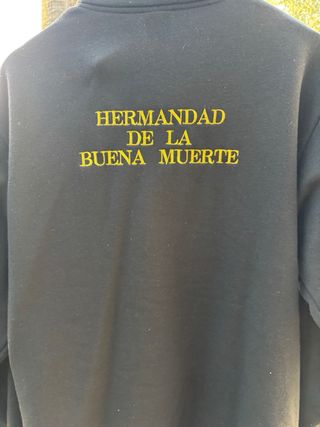 HERMANDAD
DE LA
BUENA MUERTE